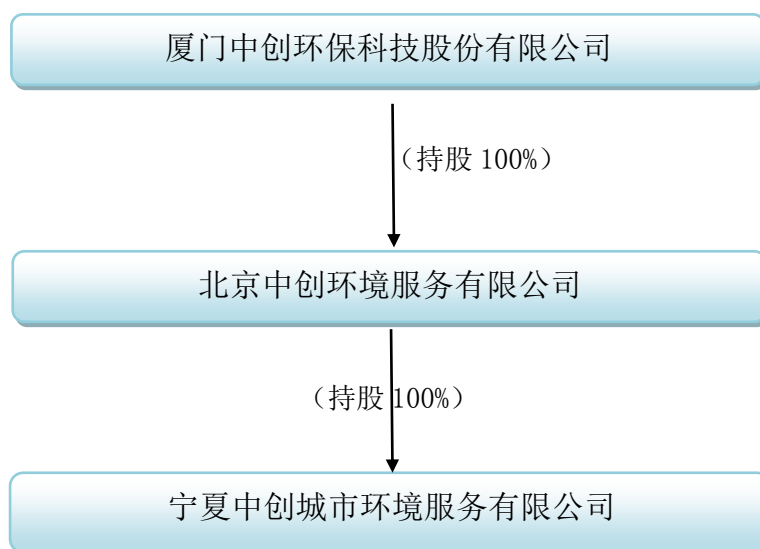 厦门中创环保科技股份有限公司
（持股 100%）
北京中创环境服务有限公司
（持股 100%）
宁夏中创城市环境服务有限公司